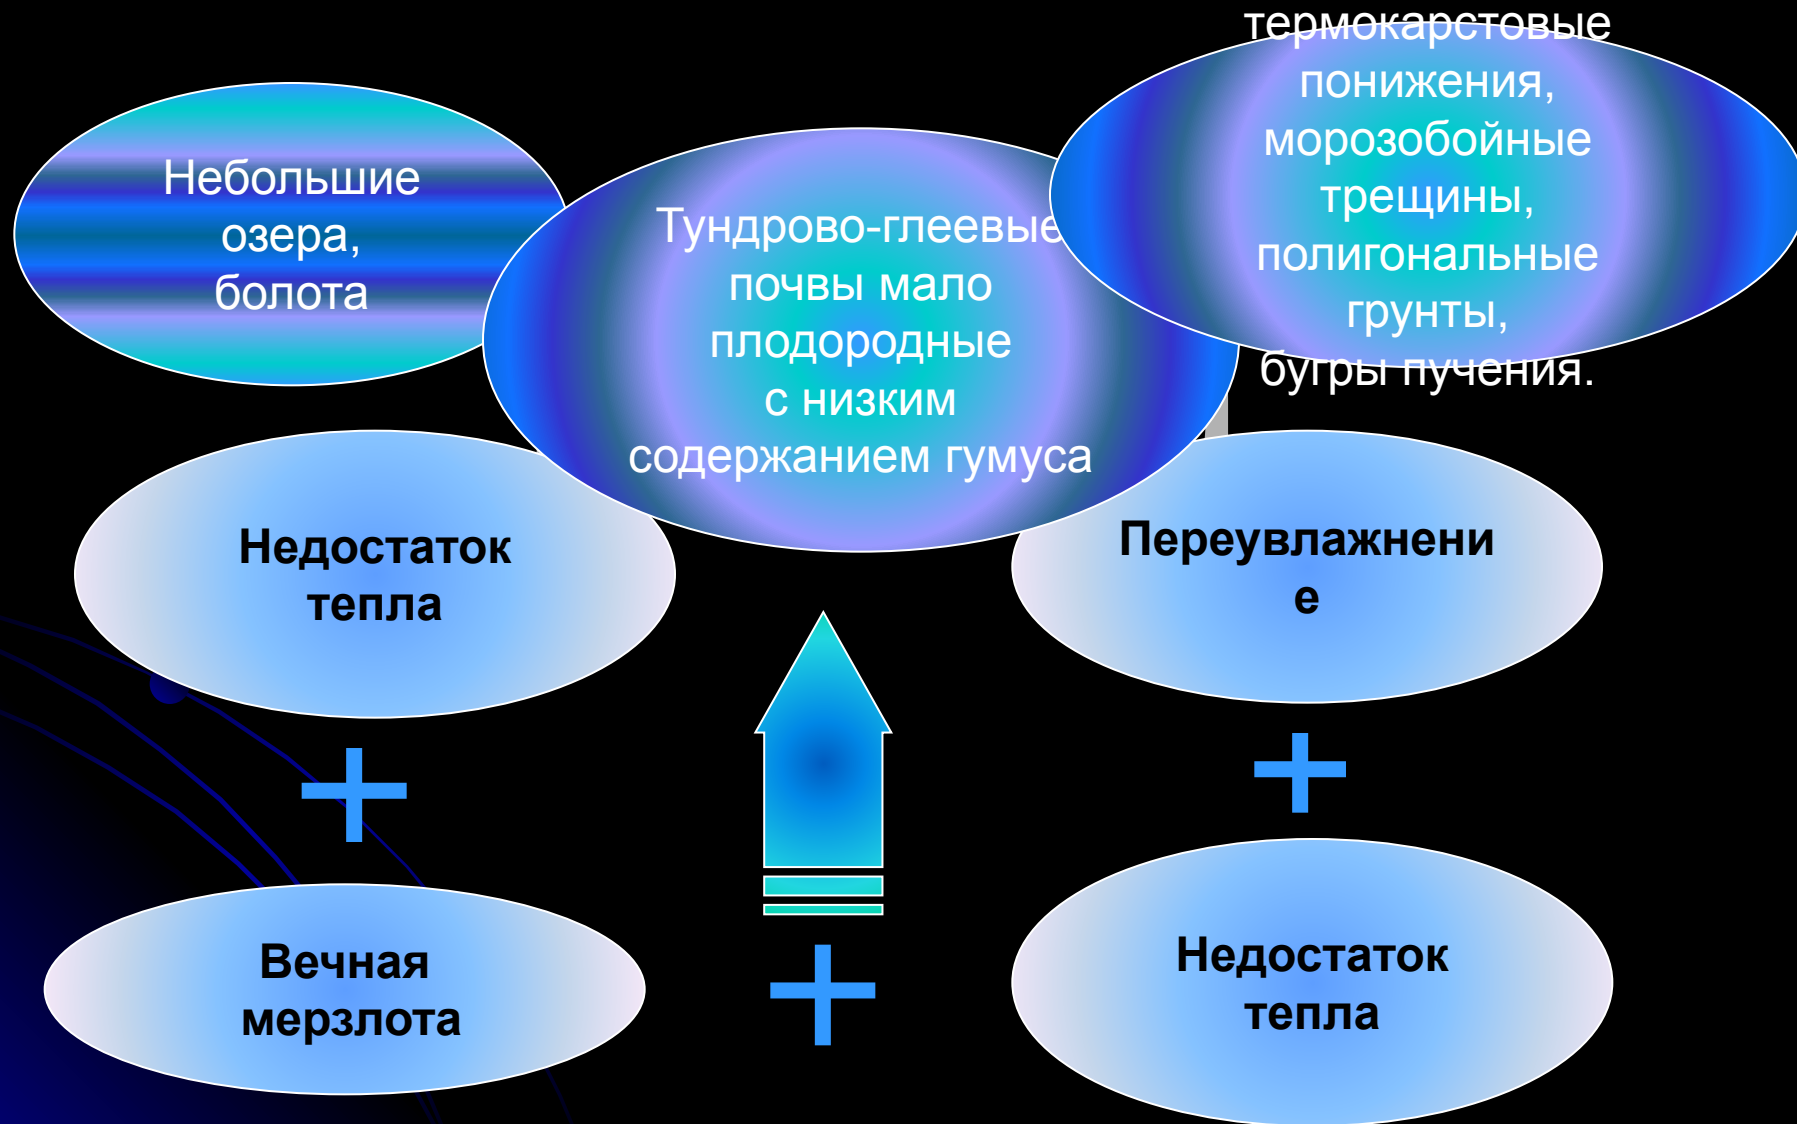 Небольшие
озера,
болота
Тундрово-глеевые
почвы мало
плодородные
с низким
содержанием гумуса
термокарстовые
понижения,
морозобойные
трещины,
полигональные
грунты,
бугры пучения.
Недостаток
тепла
Переувлажнени
е
Вечная
мерзлота
Недостаток
тепла